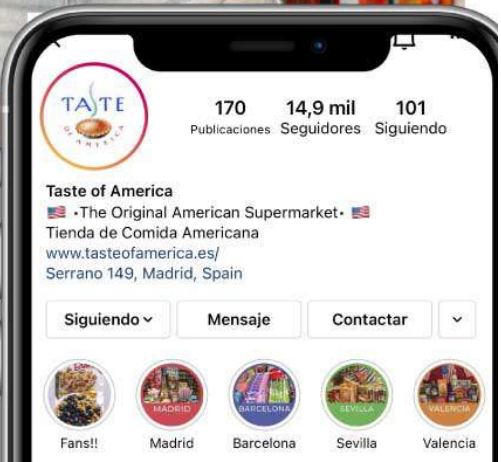 TASTE
DE AMERICA
170 14,9 mil 101
Publicaciones Seguidores Siguiendo
Taste of America
🇺🇸 •The Original American Supermarket• 🇺🇸
Tienda de Comida Americana
www.tasteofamerica.es/
Serrano 149, Madrid, Spain
Siguiendo Mensaje Contactar
MADRID BARCELONA SEVILLA VALENCIA
Fans!! Madrid Barcelona Sevilla Valencia